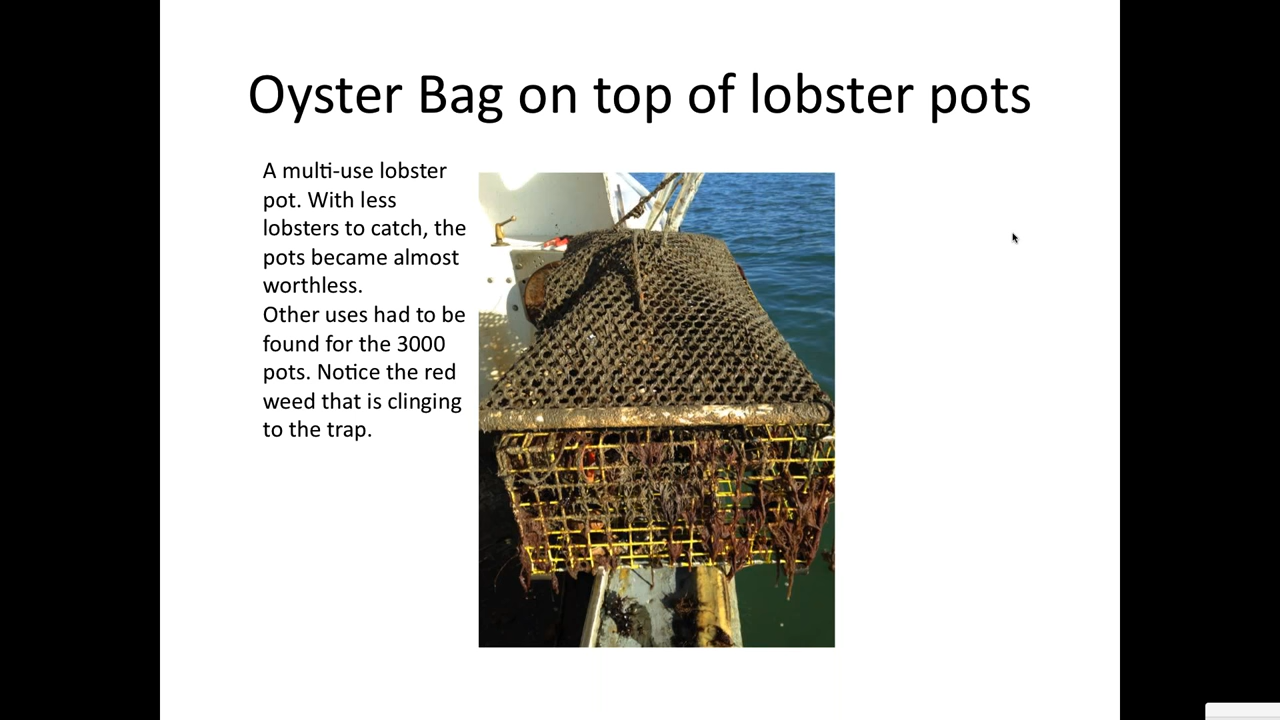 Oyster Bag on top of lobster pots
A multi-use lobster
pot. With less
lobsters to catch, the
pots became almost
worthless.
Other uses had to be
found for the 3000
pots. Notice the red
weed that is clinging
to the trap.